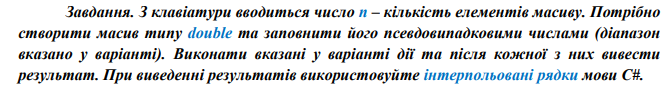 Завдання. З клавіатури вводиться число n – кількість елементів масиву. Потрібно
створити масив типу double та заповнити його псевдовипадковими числами (діапазон
вказано у варіанті). Виконати вказані у варіанті дії та після кожної з них вивести
результат. При виведенні результатів використовуйте інтерпольовані рядки мови C#.